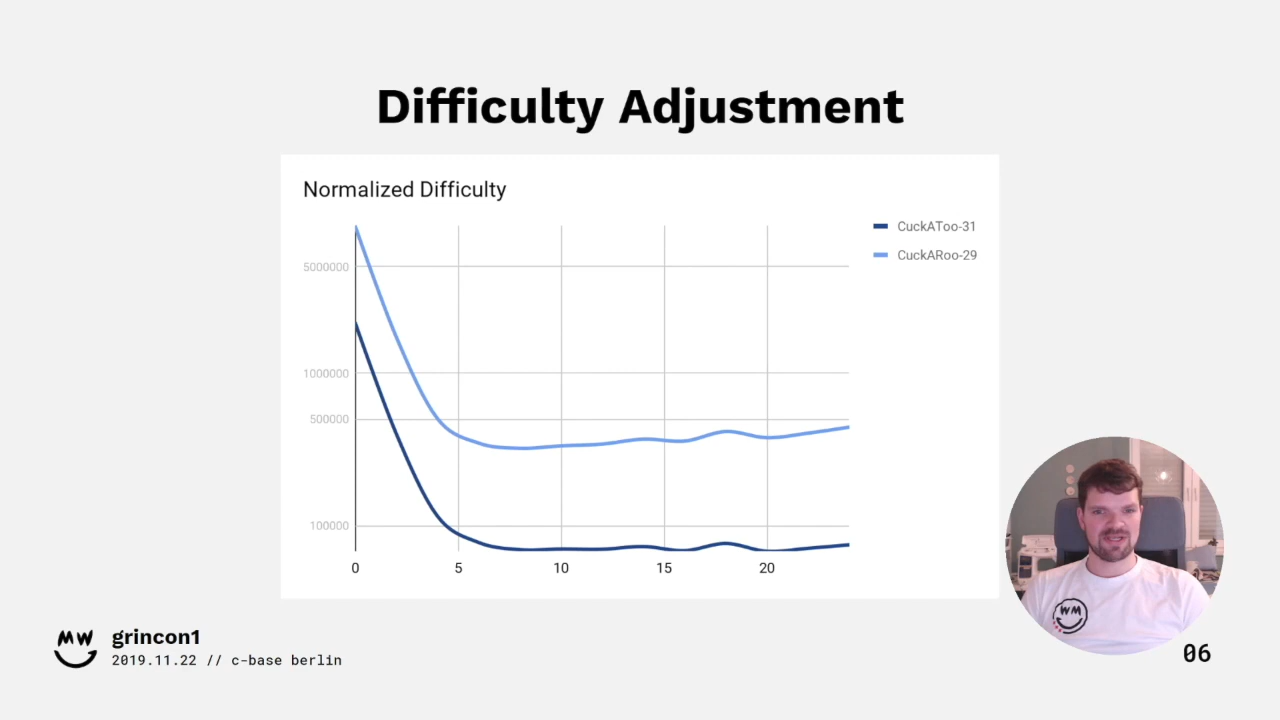 Difficulty Adjustment
Normalized Difficulty
CuckAToo-31
CuckARoo-29
5000000
1000000
500000
100000
0 5 10 15 20
WM
MW
grincon1
2019.11.22 // c-base berlin
06